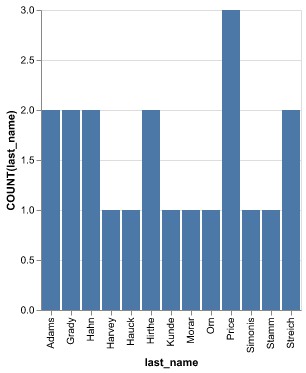 3.0
2.5
2.0
1.5
1.0
0.5
0.0
COUNT(last_name)
Adams
Grady
Hahn
Harvey
Hauck
Hirthe
Kunde
Morar
Orn
Price
Simonis
Stamm
Streich
last_name